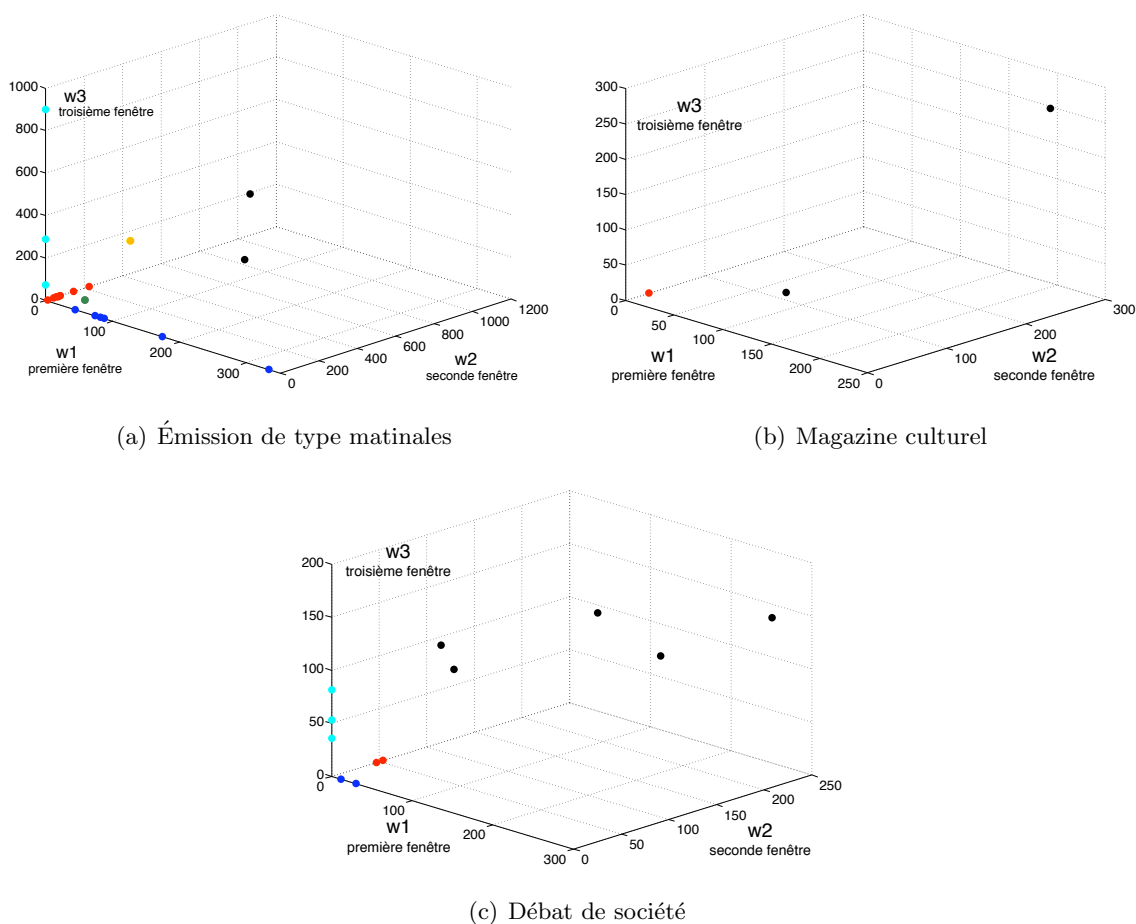 1000
800
600
400
200
0
w3
troisième fenêtre
0
100
200
300
w1
première fenêtre
0
200
400
600
800
1000
1200
w2
seconde fenêtre
(a) Émission de type matinales
300
250
200
150
100
50
0
w3
troisième fenêtre
0
50
100
150
200
250
w1
première fenêtre
0
100
200
300
w2
seconde fenêtre
(b) Magazine culturel
200
150
100
50
0
w3
troisième fenêtre
0
100
200
300
w1
première fenêtre
0
50
100
150
200
250
w2
seconde fenêtre
(c) Débat de société